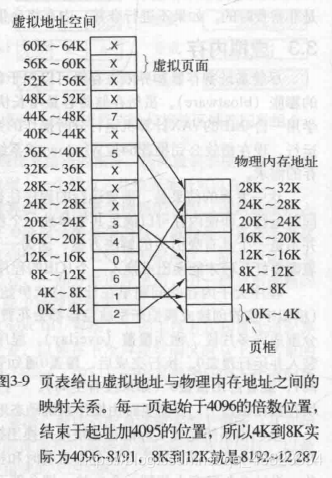 虚拟地址空间
60K～64K X
56K～60K X } 虚拟页面
52K～56K X
48K～52K X
44K～48K
40K～44K X
36K～40K 5
32K～36K X
28K～32K X
24K～28K X
20K～24K 3
16K～20K 4
12K～16K 0
8K～12K 6
4K～8K 1
0K～4K 2
物理内存地址
28K～32K
24K～28K
20K～24K
16K～20K
12K～16K
8K～12K
4K～8K
}0K～4K
页框
图3-9 页表给出虚拟地址与物理内存地址之间的
映射关系。每一页起始于4096的倍数位置，
结束于起址加4095的位置，所以4K到8K实
际为4096~8191，8K到12K就是8192~12 287